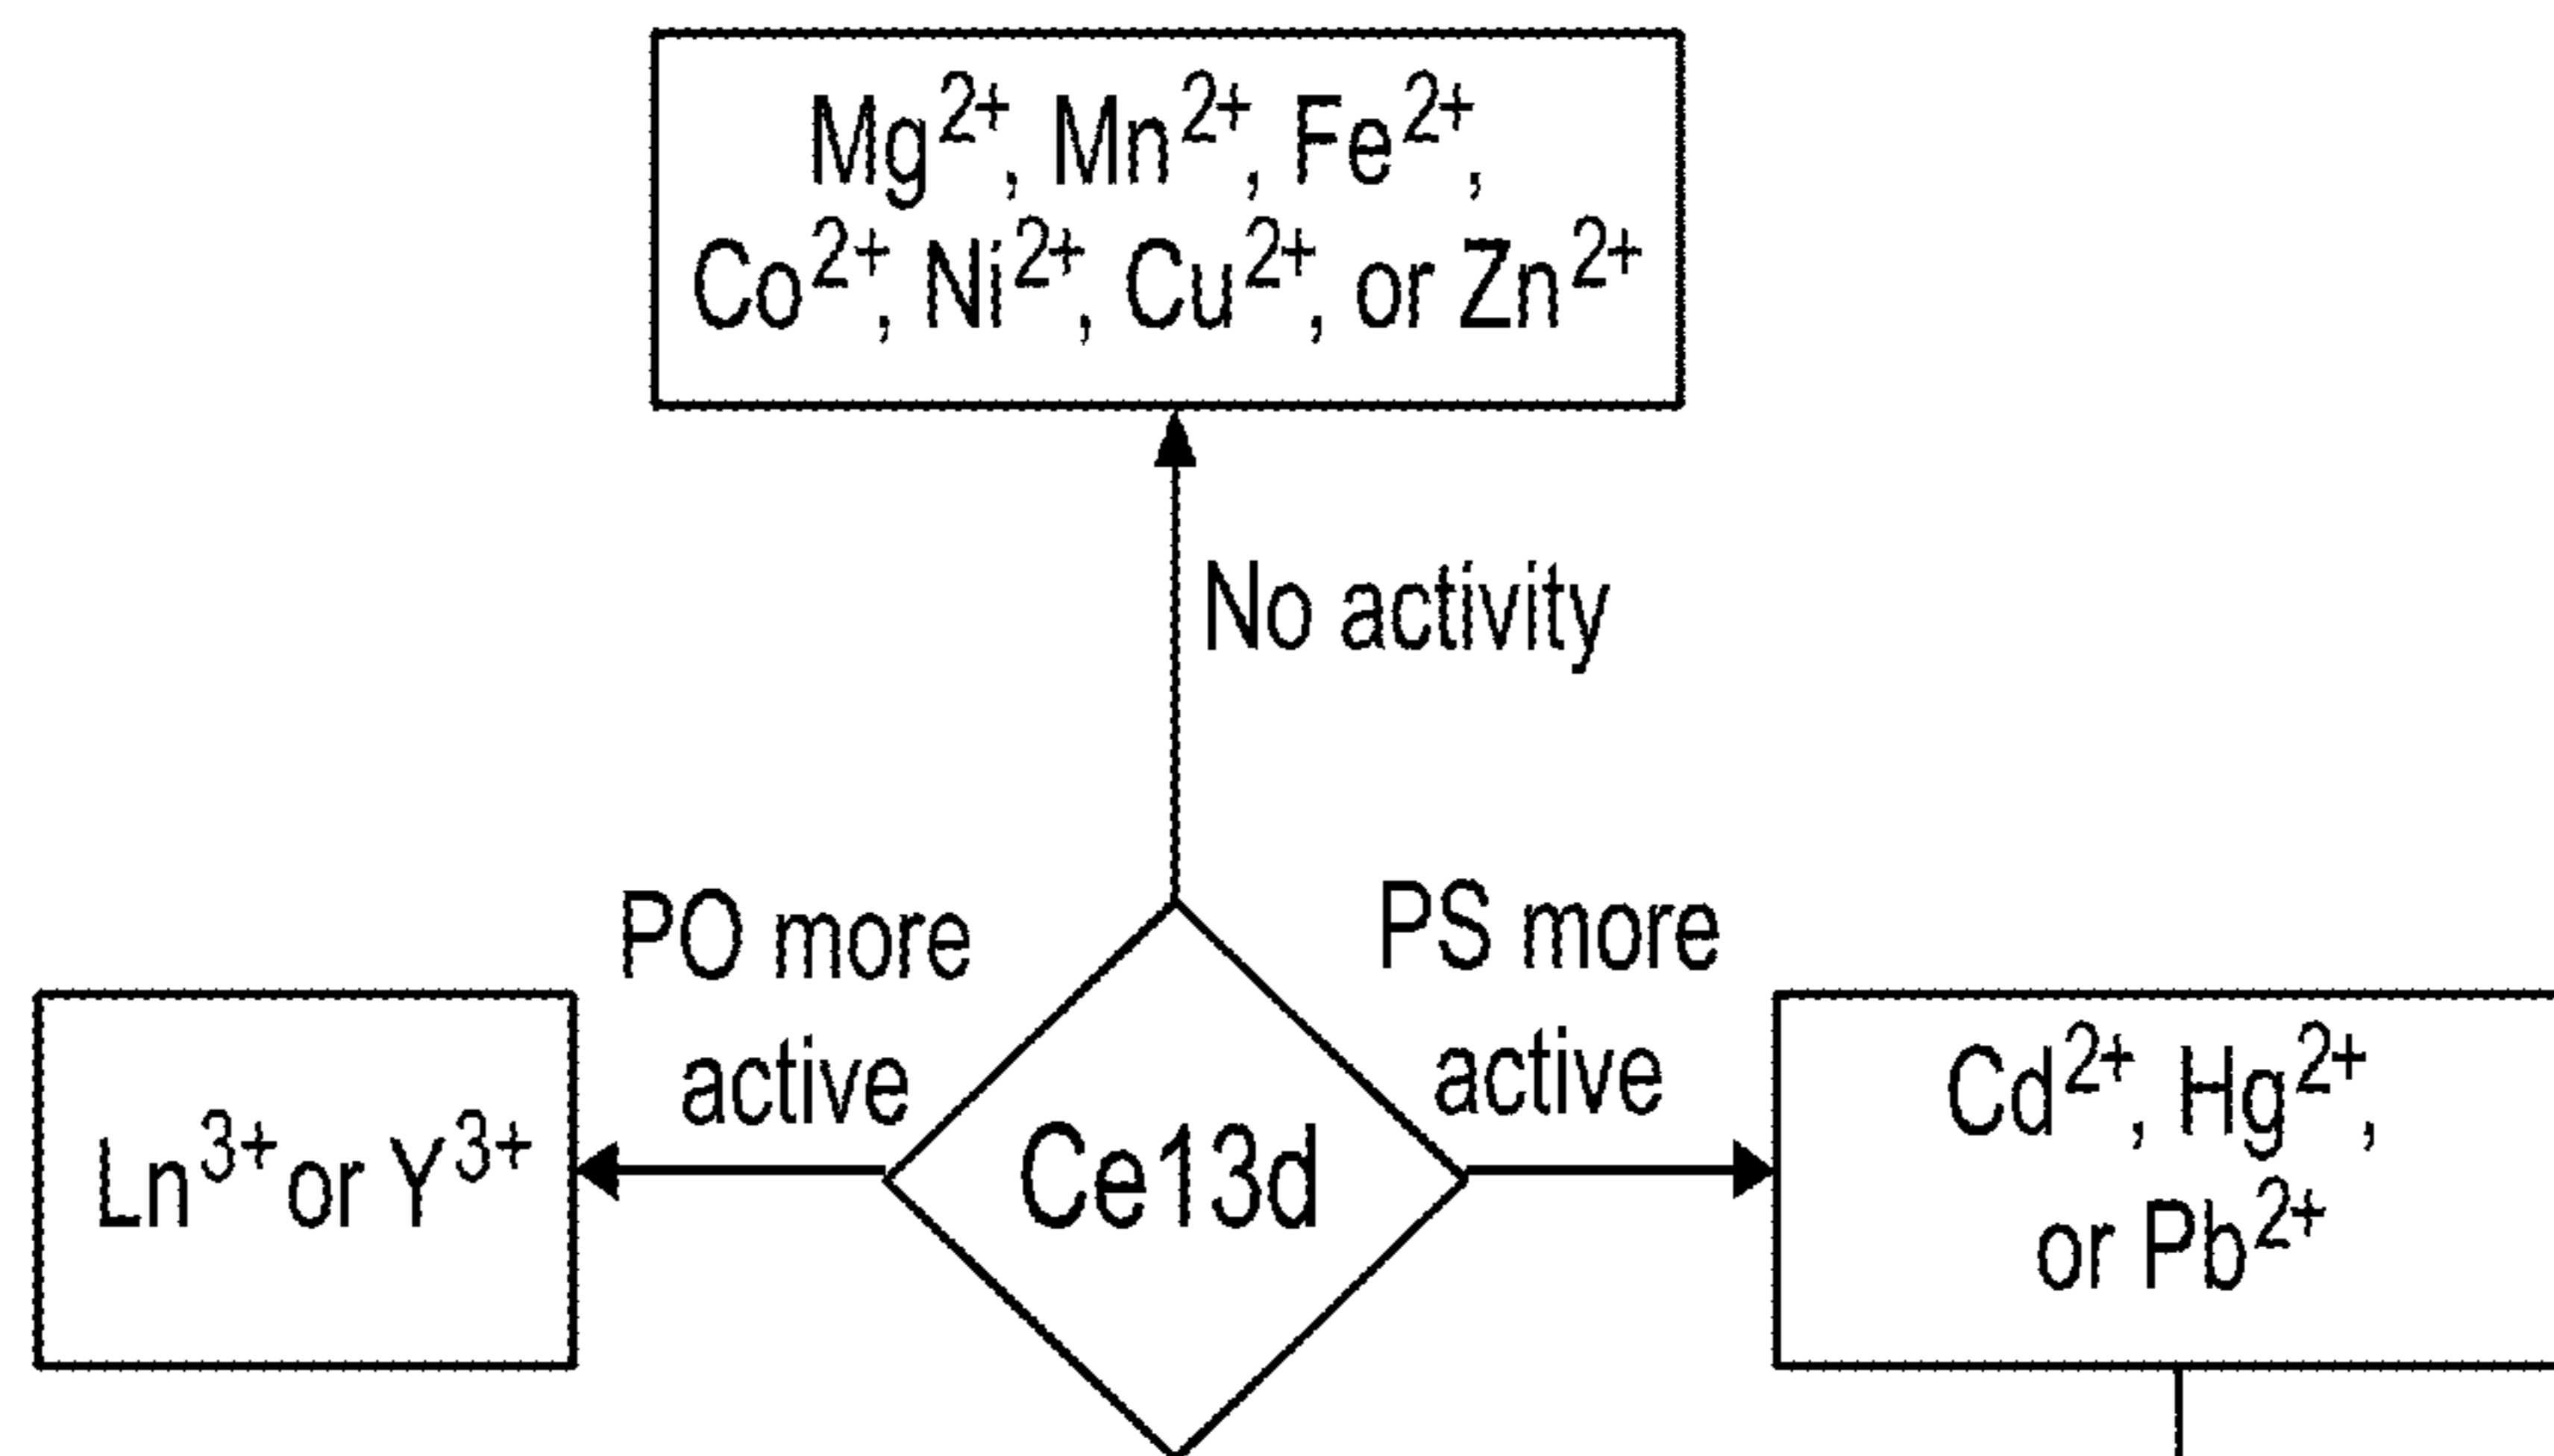 Mg²⁺, Mn²⁺, Fe²⁺,
Co²⁺, Ni²⁺, Cu²⁺, or Zn²⁺
No activity
PO more
active
PS more
active
Ln³⁺ or Y³⁺
Ce13d
Cd²⁺, Hg²⁺,
or Pb²⁺